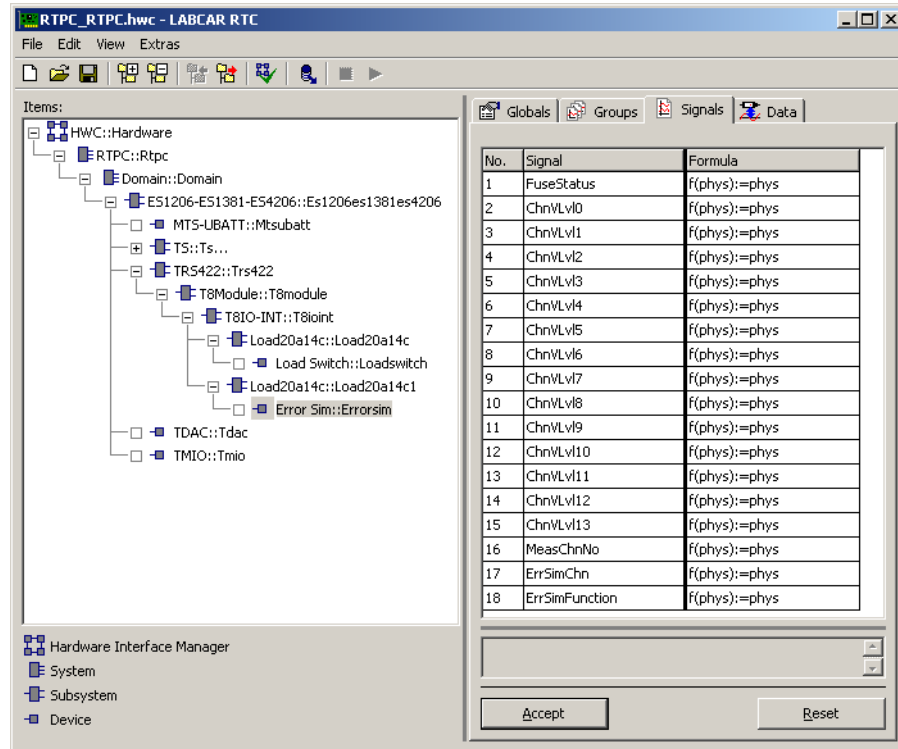 RTPC_RTPC.hwc - LABCAR RTC
File Edit View Extras
Items:
HWC::Hardware
RTPC::Rtpc
Domain::Domain
ES1206-ES1381-ES4206::Es1206es1381es4206
MTS-UBATT::Mtsubatt
TS::Ts...
TRS422::Trs422
T8Module::T8module
T8IO-INT::T8ioint
Load20a14c::Load20a14c
Load Switch::Loadswitch
Load20a14c::Load20a14c1
Error Sim::Errorsim
TDAC::Tdac
TMIO::Tmio
Hardware Interface Manager
System
Subsystem
Device
Globals Groups Signals Data
No. Signal Formula
1 FuseStatus f(phys):=phys
2 ChnVLvl0 f(phys):=phys
3 ChnVLvl1 f(phys):=phys
4 ChnVLvl2 f(phys):=phys
5 ChnVLvl3 f(phys):=phys
6 ChnVLvl4 f(phys):=phys
7 ChnVLvl5 f(phys):=phys
8 ChnVLvl6 f(phys):=phys
9 ChnVLvl7 f(phys):=phys
10 ChnVLvl8 f(phys):=phys
11 ChnVLvl9 f(phys):=phys
12 ChnVLvl10 f(phys):=phys
13 ChnVLvl11 f(phys):=phys
14 ChnVLvl12 f(phys):=phys
15 ChnVLvl13 f(phys):=phys
16 MeasChnNo f(phys):=phys
17 ErrSimChn f(phys):=phys
18 ErrSimFunction f(phys):=phys
Accept Reset